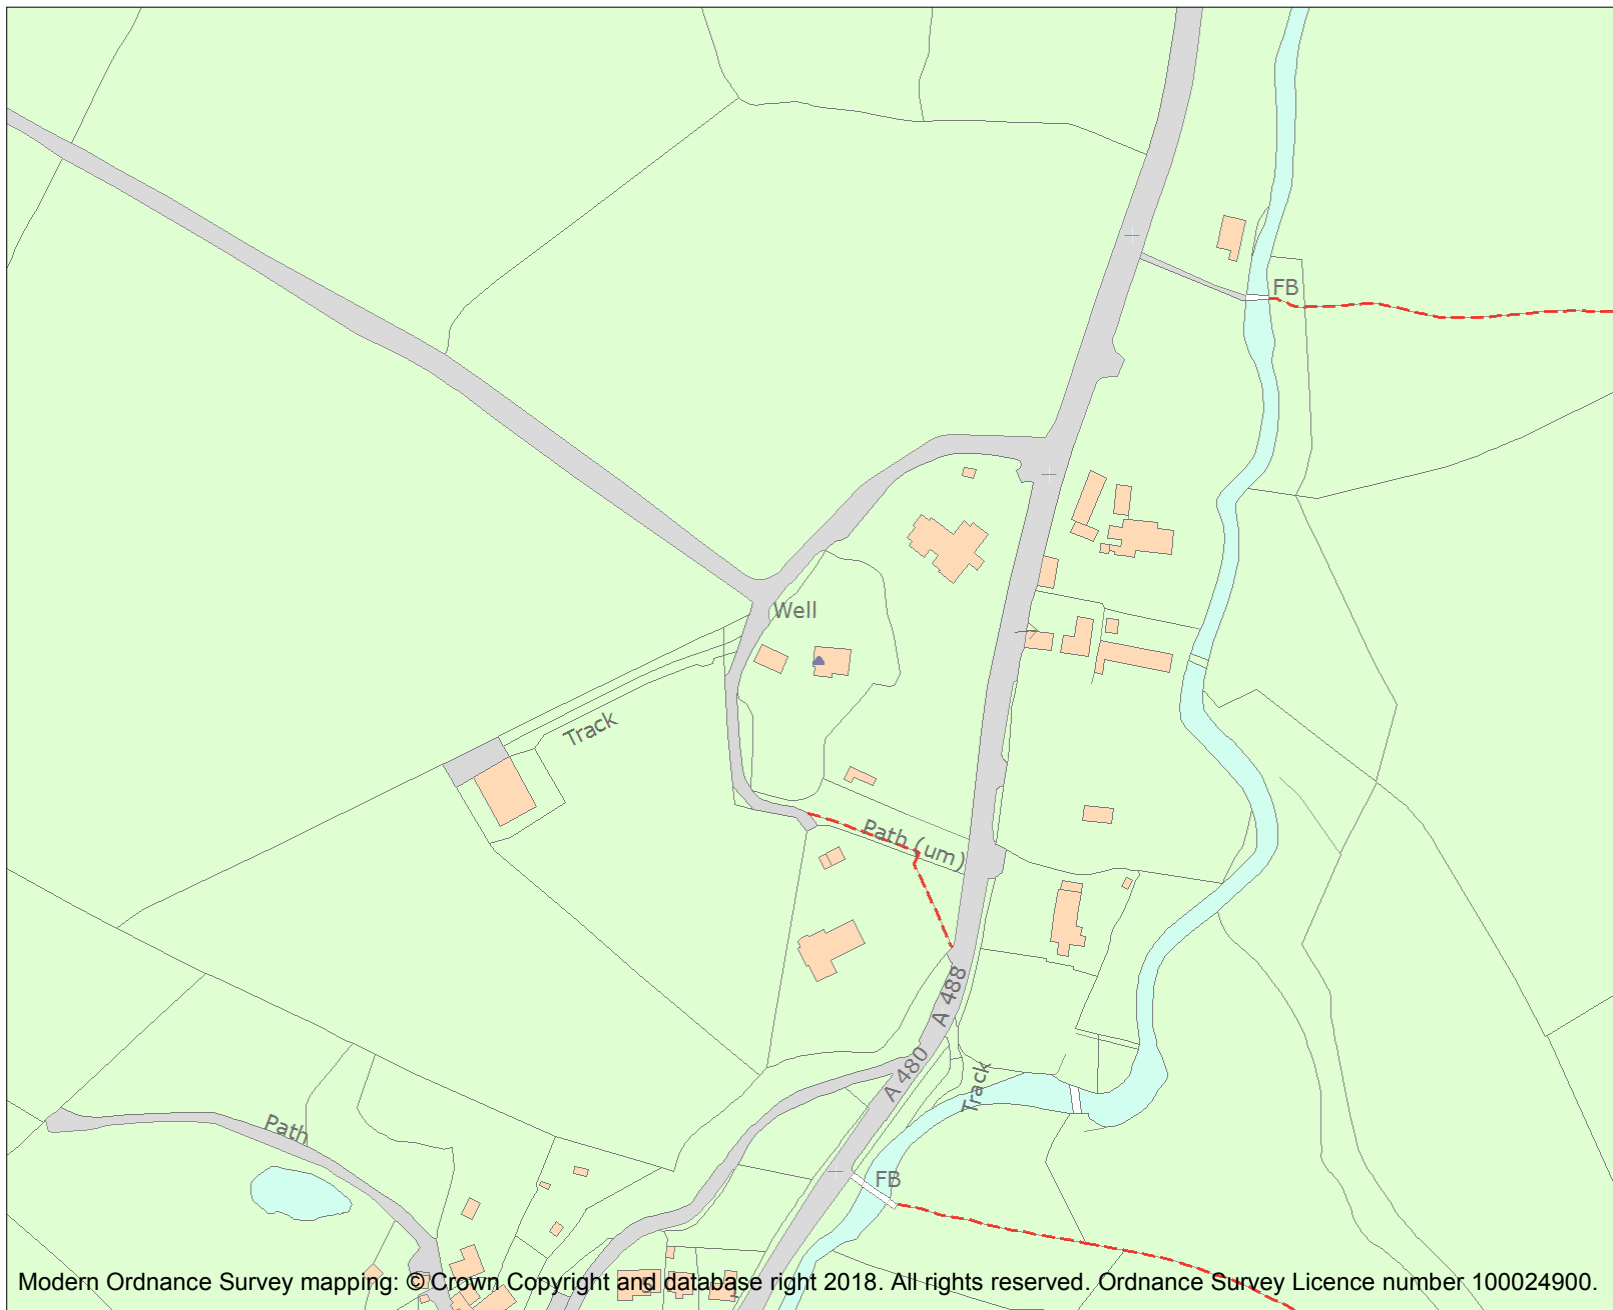 FB
Well
Track
Path (um)
A 488
A 480
Track
Path
FB
Modern Ordnance Survey mapping: © Crown Copyright and database right 2018. All rights reserved. Ordnance Survey Licence number 100024900.